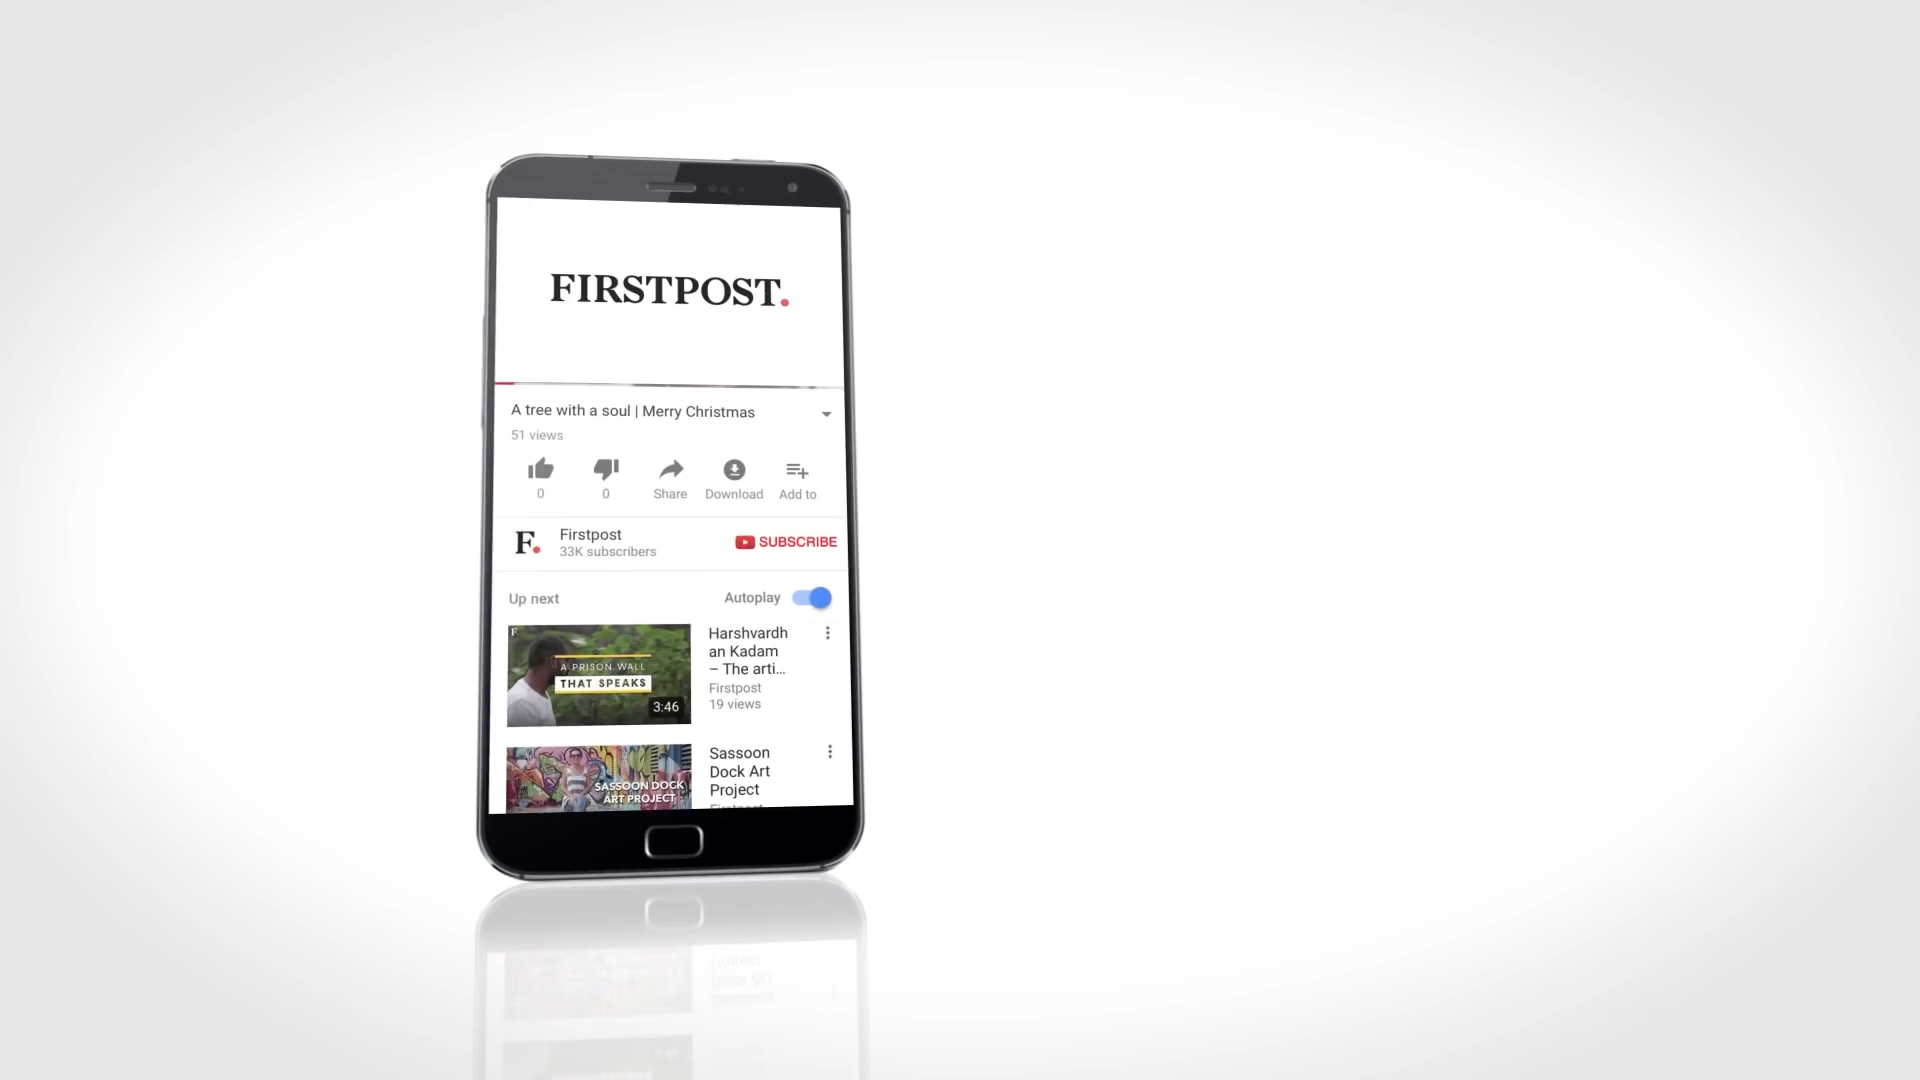 FIRSTPOST.
A tree with a soul | Merry Christmas
51 views
0
0
Share
Download
Add to
F.
Firstpost
33K subscribers
SUBSCRIBE
Up next
Autoplay
F.
A PRISON WALL
THAT SPEAKS
3:46
Harshvardh
an Kadam
– The arti...
Firstpost
19 views
SASSOON DOCK
ART PROJECT
Sassoon
Dock Art
Project